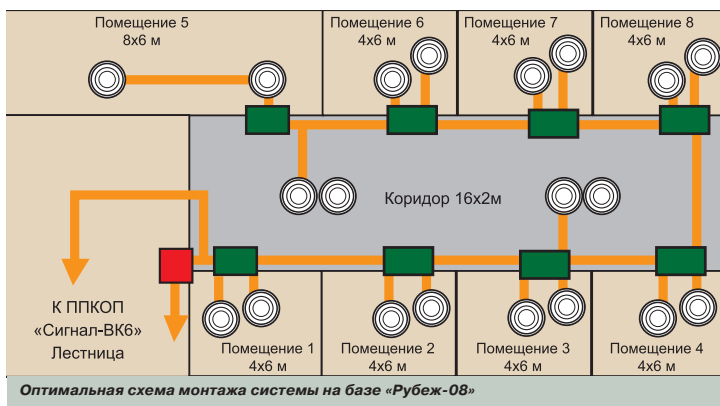 Помещение 5
8х6 м
Помещение 6
4х6 м
Помещение 7
4х6 м
Помещение 8
4х6 м
Коридор 16х2м
К ППКОП
«Сигнал-ВК6»
Лестница
Помещение 1
4х6 м
Помещение 2
4х6 м
Помещение 3
4х6 м
Помещение 4
4х6 м
Оптимальная схема монтажа системы на базе «Рубеж-08»